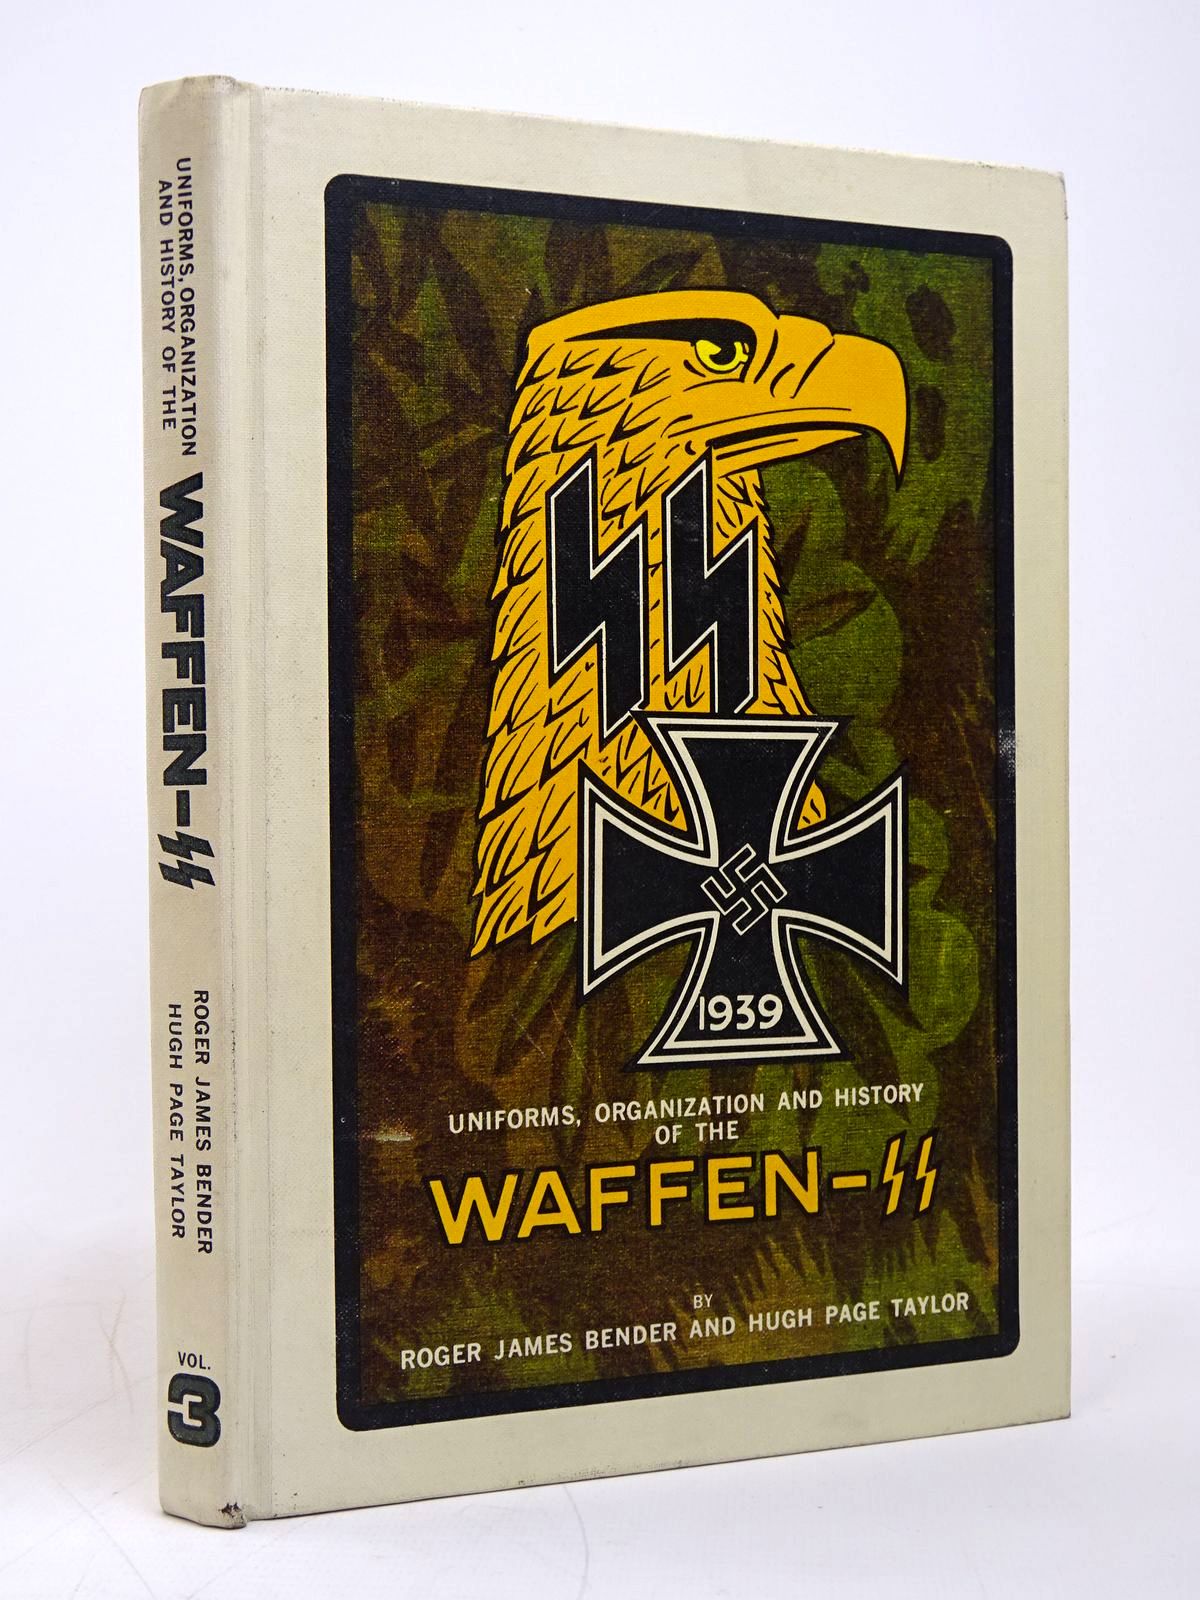 UNIFORMS, ORGANIZATION
AND HISTORY OF THE
WAFFEN-SS
ROGER JAMES BENDER
HUGH PAGE TAYLOR
VOL.
3
SS
1939
UNIFORMS, ORGANIZATION AND HISTORY
OF THE
WAFFEN-SS
BY
ROGER JAMES BENDER AND HUGH PAGE TAYLOR